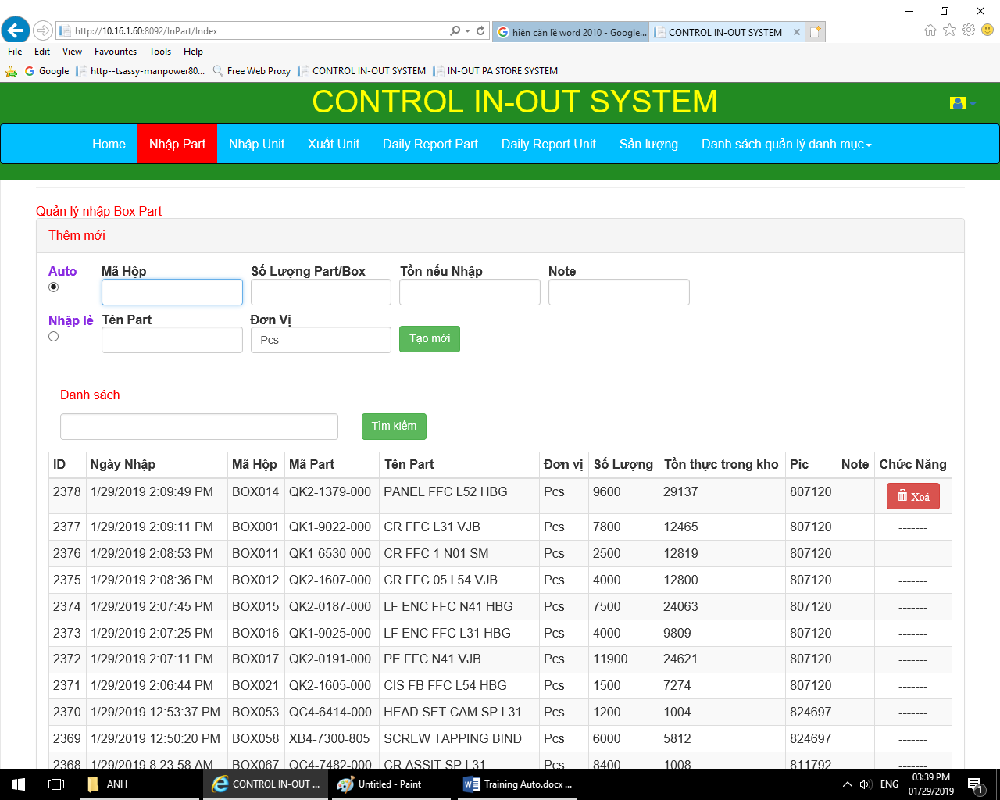 http://10.16.1.60:8092/InPart/Index
hiện căn lề word 2010 - Google...
CONTROL IN-OUT SYSTEM
File Edit View Favourites Tools Help
Google http--tsassy-manpower80... Free Web Proxy CONTROL IN-OUT SYSTEM IN-OUT PA STORE SYSTEM
CONTROL IN-OUT SYSTEM
Home Nhập Part Nhập Unit Xuất Unit Daily Report Part Daily Report Unit Sản lượng Danh sách quản lý danh mục
Quản lý nhập Box Part
Thêm mới
Auto Mã Hộp Số Lượng Part/Box Tồn nếu Nhập Note
Nhập lẻ Tên Part Đơn Vị
Pcs Tạo mới
Danh sách
Tìm kiếm
ID Ngày Nhập Mã Hộp Mã Part Tên Part Đơn vị Số Lượng Tồn thực trong kho Pic Note Chức Năng
2378 1/29/2019 2:09:49 PM BOX014 QK2-1379-000 PANEL FFC L52 HBG Pcs 9600 29137 807120 -Xoá
2377 1/29/2019 2:09:11 PM BOX001 QK1-9022-000 CR FFC L31 VJB Pcs 7800 12465 807120 -------
2376 1/29/2019 2:08:53 PM BOX011 QK1-6530-000 CR FFC 1 N01 SM Pcs 2500 12819 807120 -------
2375 1/29/2019 2:08:36 PM BOX012 QK2-1607-000 CR FFC 05 L54 VJB Pcs 4000 12800 807120 -------
2374 1/29/2019 2:07:45 PM BOX015 QK2-0187-000 LF ENC FFC N41 HBG Pcs 7500 24063 807120 -------
2373 1/29/2019 2:07:25 PM BOX016 QK1-9025-000 LF ENC FFC L31 HBG Pcs 4000 9809 807120 -------
2372 1/29/2019 2:07:11 PM BOX017 QK2-0191-000 PE FFC N41 VJB Pcs 11900 24621 807120 -------
2371 1/29/2019 2:06:44 PM BOX021 QK2-1605-000 CIS FB FFC L54 HBG Pcs 1500 7274 807120 -------
2370 1/29/2019 12:53:37 PM BOX053 QC4-6414-000 HEAD SET CAM SP L31 Pcs 1200 1004 824697 -------
2369 1/29/2019 12:50:20 PM BOX058 XB4-7300-805 SCREW TAPPING BIND Pcs 6000 5812 824697 -------
2368 1/29/2019 8:23:58 AM BOX067 QC4-7482-000 CR ASSIT SP L31 Pcs 8400 1008 811792 -------
ANH CONTROL IN-OUT ... Untitled - Paint Training Auto.docx ... ENG 03:39 PM
01/29/2019 1